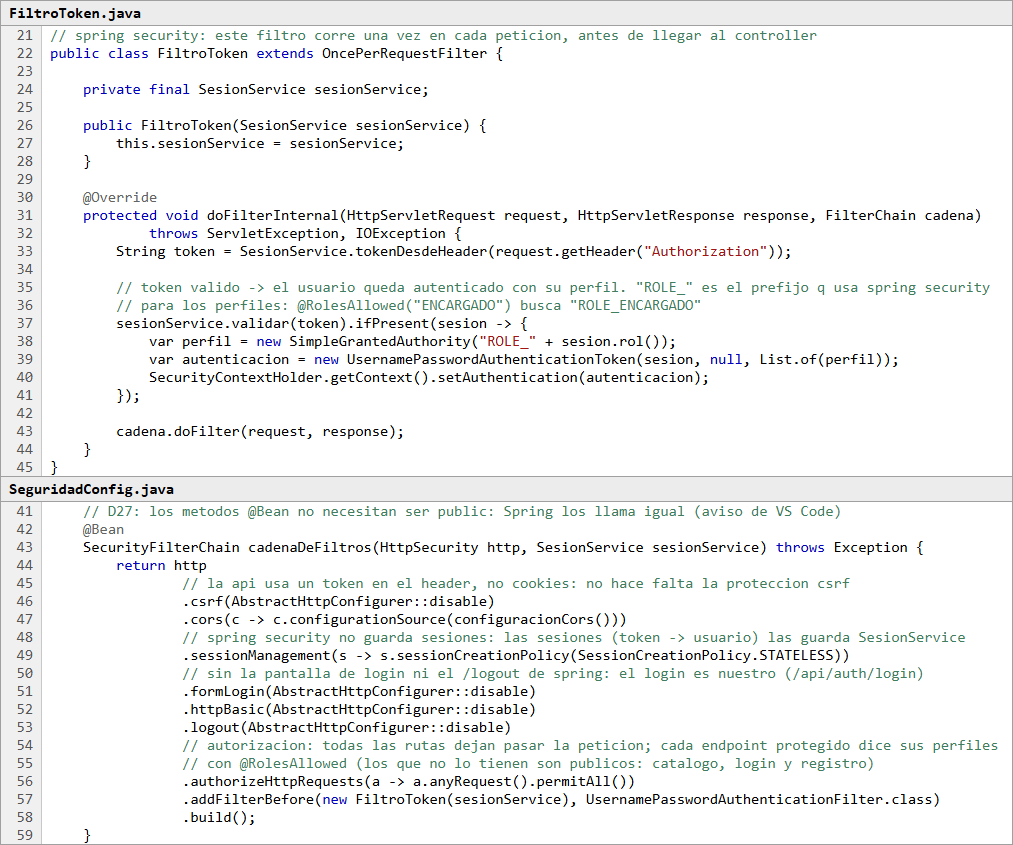 FiltroToken.java
21 // spring security: este filtro corre una vez en cada peticion, antes de llegar al controller
22 public class FiltroToken extends OncePerRequestFilter {
23
24     private final SesionService sesionService;
25
26     public FiltroToken(SesionService sesionService) {
27         this.sesionService = sesionService;
28     }
29
30     @Override
31     protected void doFilterInternal(HttpServletRequest request, HttpServletResponse response, FilterChain cadena)
32             throws ServletException, IOException {
33         String token = SesionService.tokenDesdeHeader(request.getHeader("Authorization"));
34
35         // token valido -> el usuario queda autenticado con su perfil. "ROLE_" es el prefijo q usa spring security
36         // para los perfiles: @RolesAllowed("ENCARGADO") busca "ROLE_ENCARGADO"
37         sesionService.validar(token).ifPresent(sesion -> {
38             var perfil = new SimpleGrantedAuthority("ROLE_" + sesion.rol());
39             var autenticacion = new UsernamePasswordAuthenticationToken(sesion, null, List.of(perfil));
40             SecurityContextHolder.getContext().setAuthentication(autenticacion);
41         });
42
43         cadena.doFilter(request, response);
44     }
45 }
SeguridadConfig.java
41     // D27: los metodos @Bean no necesitan ser public: Spring los llama igual (aviso de VS Code)
42     @Bean
43     SecurityFilterChain cadenaDeFiltros(HttpSecurity http, SesionService sesionService) throws Exception {
44         return http
45                 // la api usa un token en el header, no cookies: no hace falta la proteccion csrf
46                 .csrf(AbstractHttpConfigurer::disable)
47                 .cors(c -> c.configurationSource(configuracionCors()))
48                 // spring security no guarda sesiones: las sesiones (token -> usuario) las guarda SesionService
49                 .sessionManagement(s -> s.sessionCreationPolicy(SessionCreationPolicy.STATELESS))
50                 // sin la pantalla de login ni el /logout de spring: el login es nuestro (/api/auth/login)
51                 .formLogin(AbstractHttpConfigurer::disable)
52                 .httpBasic(AbstractHttpConfigurer::disable)
53                 .logout(AbstractHttpConfigurer::disable)
54                 // autorizacion: todas las rutas dejan pasar la peticion; cada endpoint protegido dice sus perfiles
55                 // con @RolesAllowed (los que no lo tienen son publicos: catalogo, login y registro)
56                 .authorizeHttpRequests(a -> a.anyRequest().permitAll())
57                 .addFilterBefore(new FiltroToken(sesionService), UsernamePasswordAuthenticationFilter.class)
58                 .build();
59     }